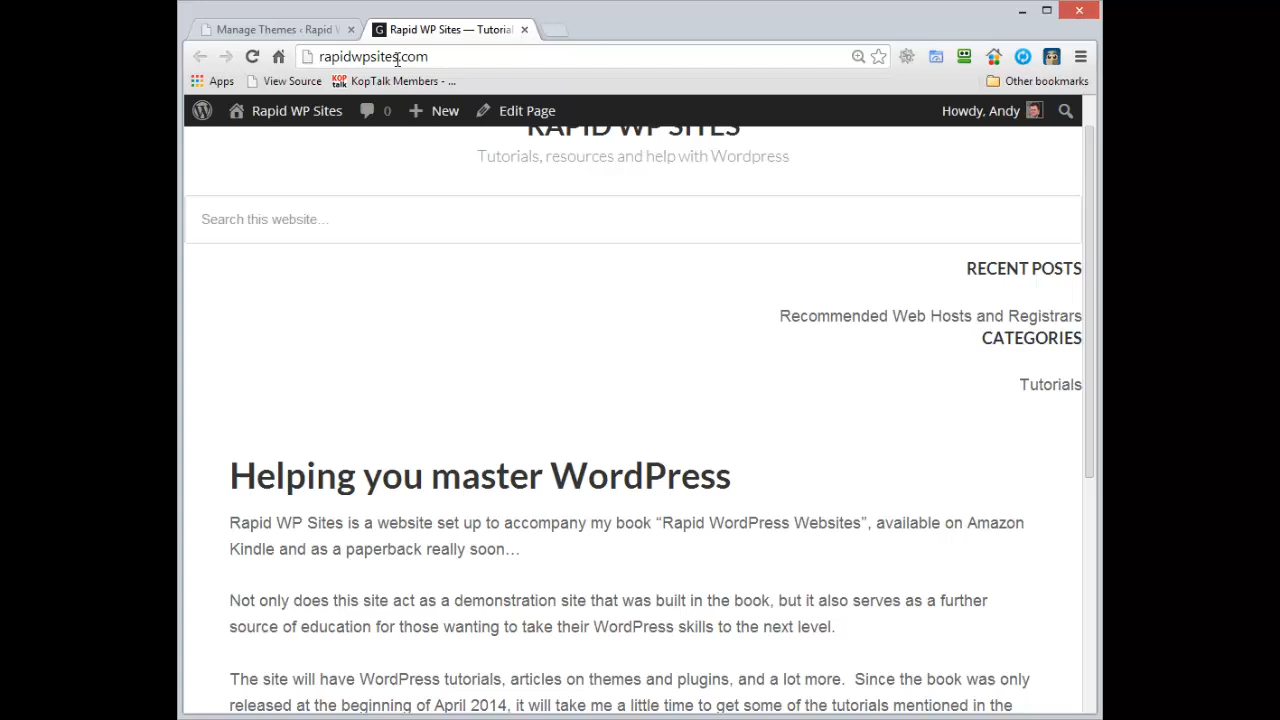 Manage Themes ‹ Rapid W
Rapid WP Sites — Tutorial
rapidwpsites.com
Apps
View Source
KOP talk
KopTalk Members - ...
Other bookmarks
Rapid WP Sites
0
New
Edit Page
Howdy, Andy
RAPID WP SITES
Tutorials, resources and help with Wordpress
Search this website…
RECENT POSTS
Recommended Web Hosts and Registrars
CATEGORIES
Tutorials
Helping you master WordPress
Rapid WP Sites is a website set up to accompany my book “Rapid WordPress Websites”, available on Amazon
Kindle and as a paperback really soon…
Not only does this site act as a demonstration site that was built in the book, but it also serves as a further
source of education for those wanting to take their WordPress skills to the next level.
The site will have WordPress tutorials, articles on themes and plugins, and a lot more.  Since the book was only
released at the beginning of April 2014, it will take me a little time to get some of the tutorials mentioned in the